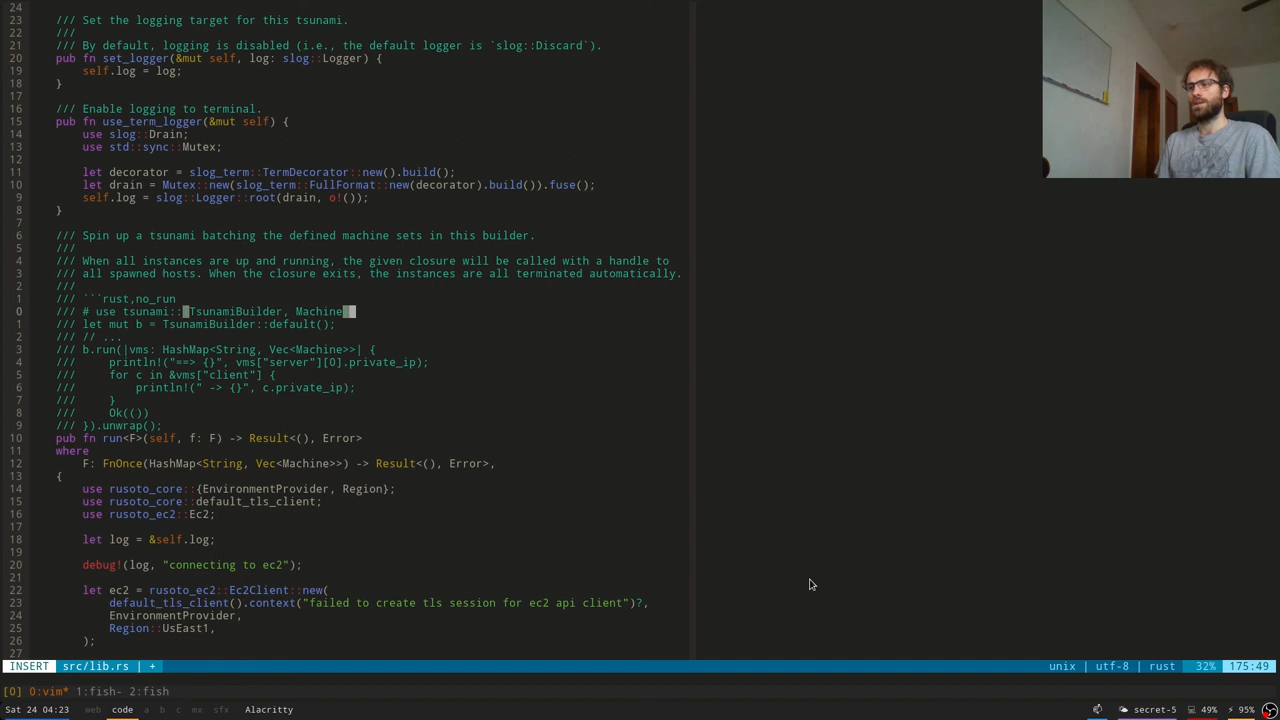 24
23 /// Set the logging target for this tsunami.
22 ///
21 /// By default, logging is disabled (i.e., the default logger is `slog::Discard`).
20 pub fn set_logger(&mut self, log: slog::Logger) {
19 self.log = log;
18 }
17
16 /// Enable logging to terminal.
15 pub fn use_term_logger(&mut self) {
14 use slog::Drain;
13 use std::sync::Mutex;
12
11 let decorator = slog_term::TermDecorator::new().build();
10 let drain = Mutex::new(slog_term::FullFormat::new(decorator).build()).fuse();
9 self.log = slog::Logger::root(drain, o!());
8 }
7
6 /// Spin up a tsunami batching the defined machine sets in this builder.
5 ///
4 /// When all instances are up and running, the given closure will be called with a handle to
3 /// all spawned hosts. When the closure exits, the instances are all terminated automatically.
2 ///
1 /// ```rust,no_run
0 /// # use tsunami::{TsunamiBuilder, Machine}
1 /// let mut b = TsunamiBuilder::default();
2 /// // ...
3 /// b.run(|vms: HashMap<String, Vec<Machine>>| {
4 /// println!("==> {}", vms["server"][0].private_ip);
5 /// for c in &vms["client"] {
6 /// println!(" -> {}", c.private_ip);
7 /// }
8 /// Ok(())
9 /// }).unwrap();
10 pub fn run<F>(self, f: F) -> Result<(), Error>
11 where
12 F: FnOnce(HashMap<String, Vec<Machine>>) -> Result<(), Error>,
13 {
14 use rusoto_core::{EnvironmentProvider, Region};
15 use rusoto_core::default_tls_client;
16 use rusoto_ec2::Ec2;
17
18 let log = &self.log;
19
20 debug!(log, "connecting to ec2");
21
22 let ec2 = rusoto_ec2::Ec2Client::new(
23 default_tls_client().context("failed to create tls session for ec2 api client")?,
24 EnvironmentProvider,
25 Region::UsEast1,
26 );
27
INSERT src/lib.rs | + unix | utf-8 | rust 32% 175:49
[0] 0:vim* 1:fish- 2:fish
Sat 24 04:23 web code a b c mx sfx Alacritty secret-5 49% 95%